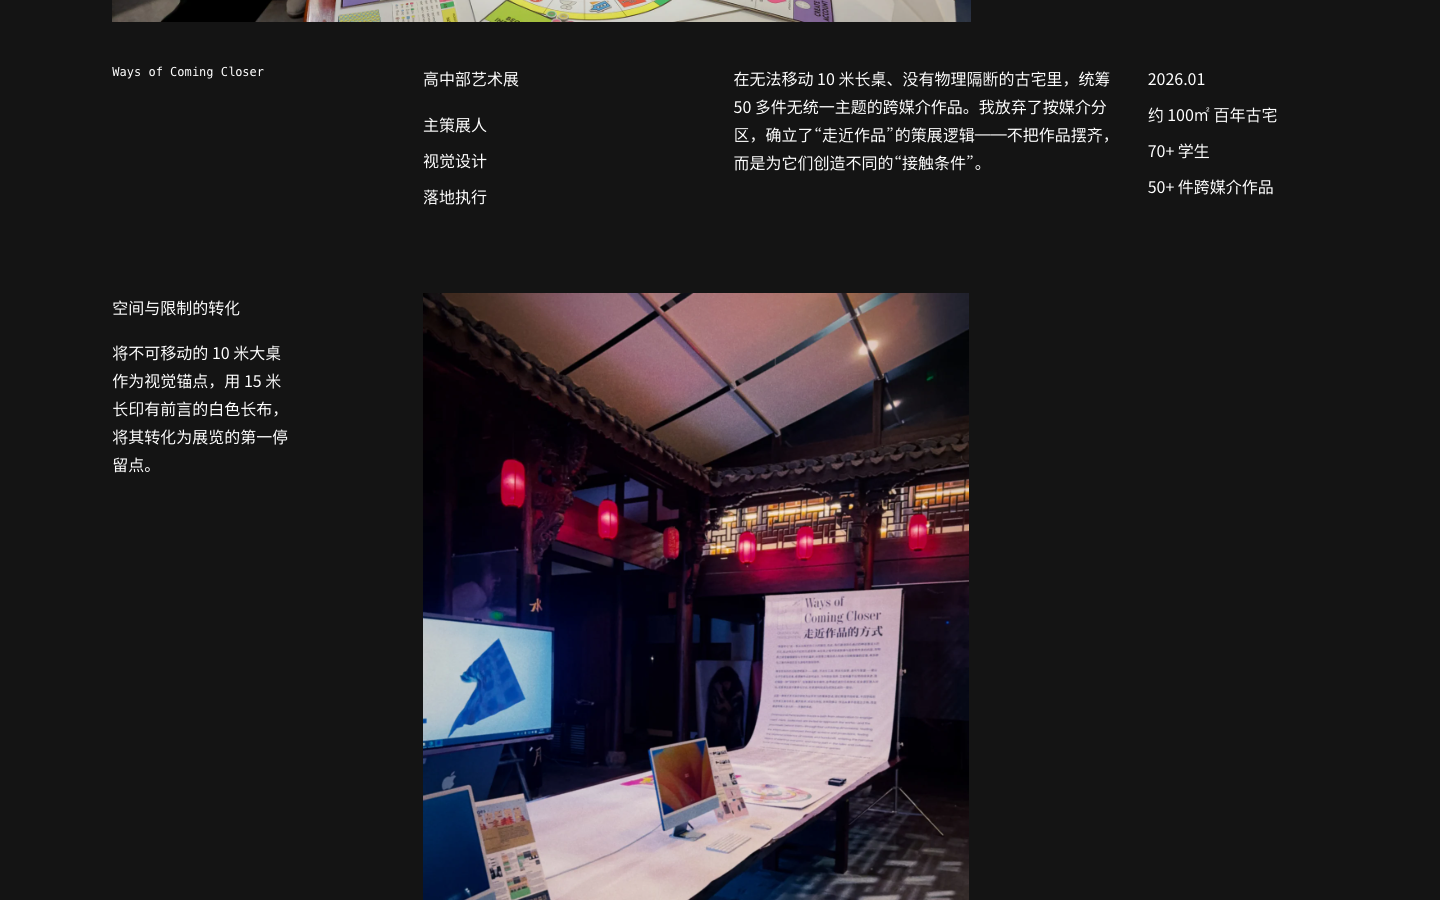 Ways of Coming Closer
高中部艺术展
主策展人
视觉设计
落地执行
在无法移动 10 米长桌、没有物理隔断的古宅里，统筹
50 多件无统一主题的跨媒介作品。我放弃了按媒介分
区，确立了“走近作品”的策展逻辑——不把作品摆齐，
而是为它们创造不同的“接触条件”。
2026.01
约 100㎡ 百年古宅
70+ 学生
50+ 件跨媒介作品
空间与限制的转化
将不可移动的 10 米大桌
作为视觉锚点，用 15 米
长印有前言的白色长布，
将其转化为展览的第一停
留点。
水
月
Ways of
Coming Closer
走近作品的方式